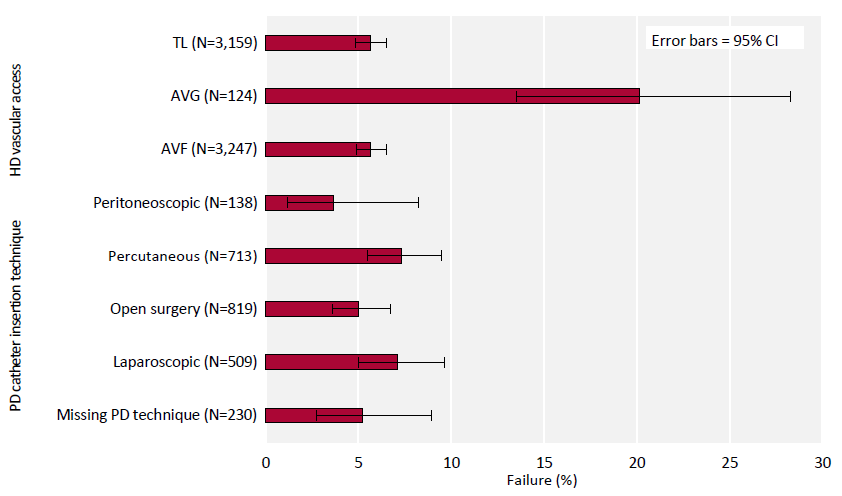 Error bars = 95% CI
HD vascular access
TL (N=3,159)
AVG (N=124)
AVF (N=3,247)
PD catheter insertion technique
Peritoneoscopic (N=138)
Percutaneous (N=713)
Open surgery (N=819)
Laparoscopic (N=509)
Missing PD technique (N=230)
0 5 10 15 20 25 30
Failure (%)